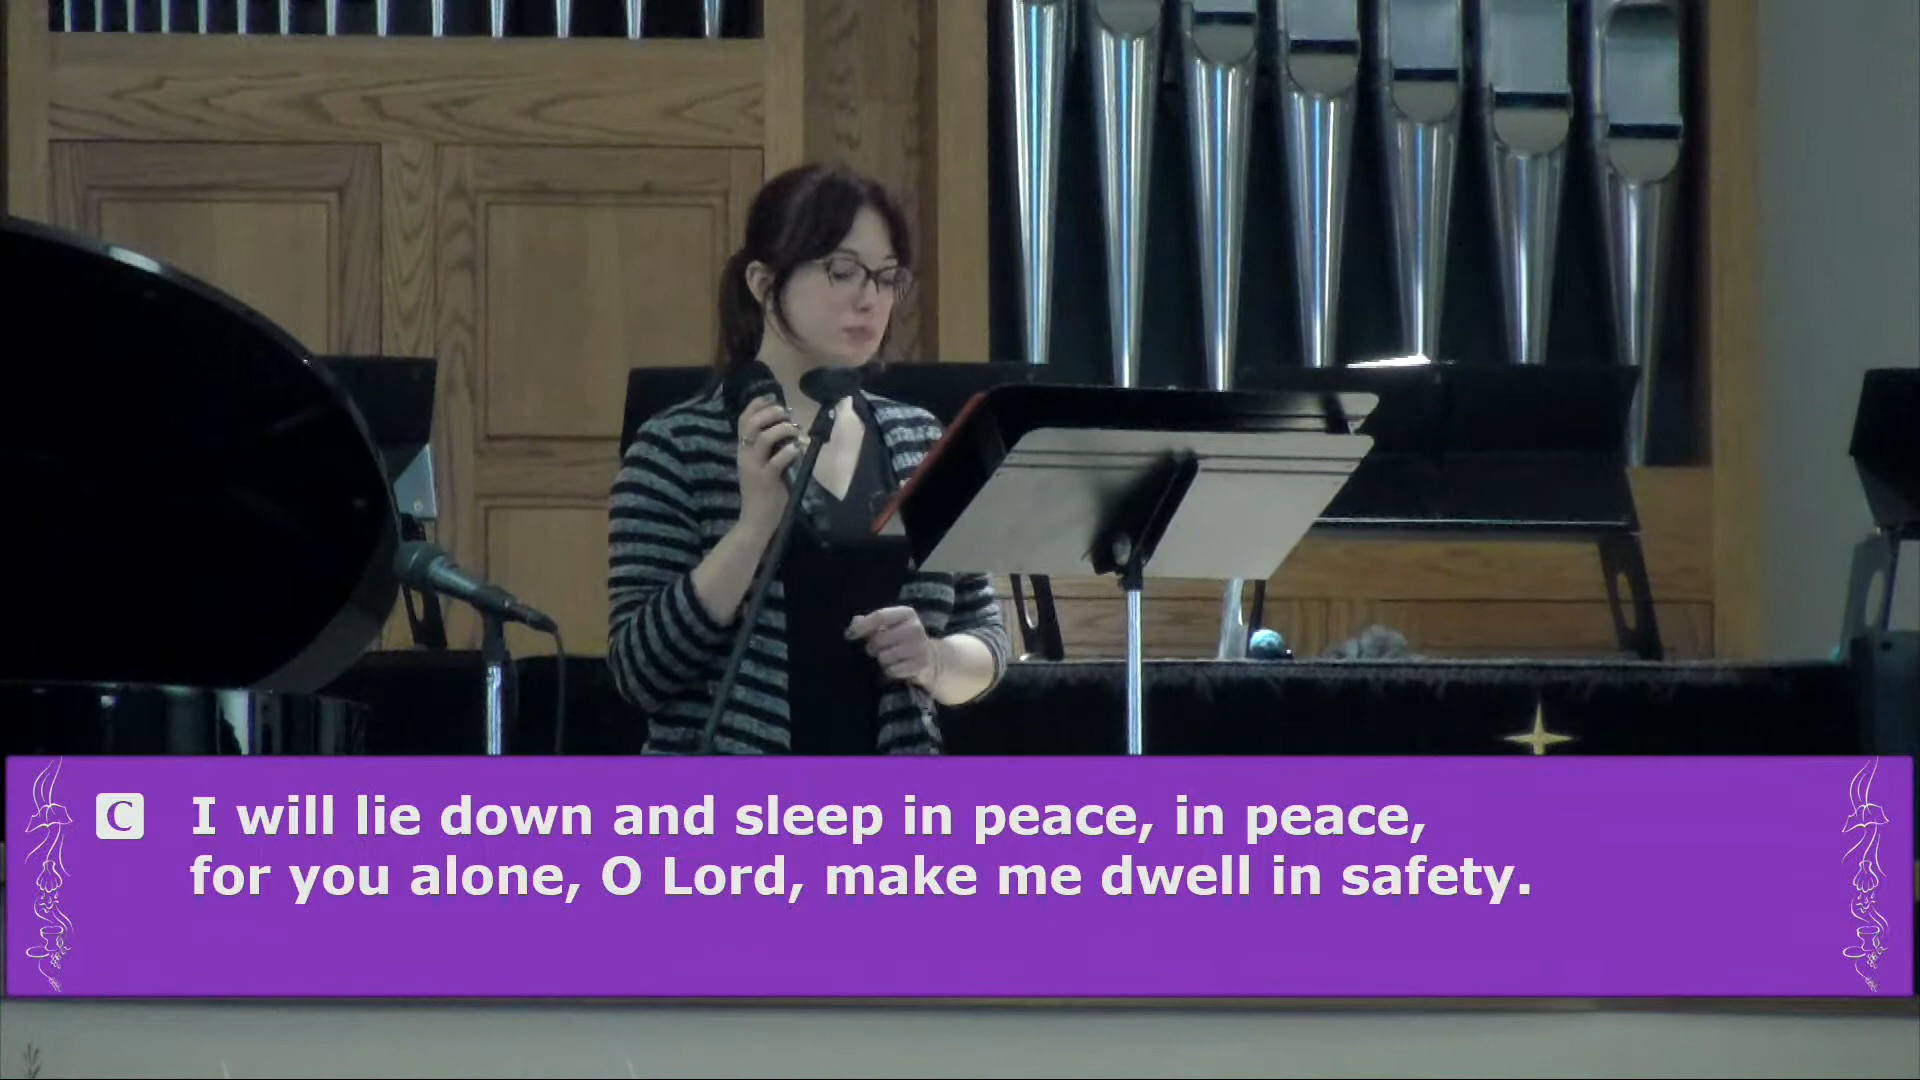 C I will lie down and sleep in peace, in peace,
for you alone, O Lord, make me dwell in safety.